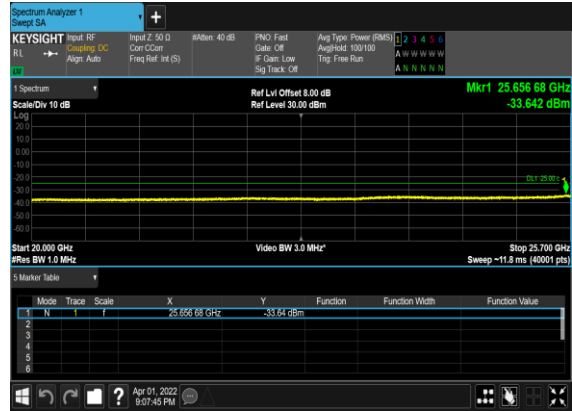 Spectrum Analyzer 1
Swept SA
+
KEYSIGHT Input: RF Input Z: 50 Ω #Atten: 40 dB PNO: Fast Avg Type: Power (RMS) 1 2 3 4 5 6
RL Coupling: DC Corr CCorr Gate: Off Avg|Hold: 100/100 A W W W W W
Align: Auto Freq Ref: Int (S) IF Gain: Low Trig: Free Run
Sig Track: Off A N N N N N
1 Spectrum Ref Lvl Offset 8.00 dB Mkr1 25.656 68 GHz
Scale/Div 10 dB Ref Level 30.00 dBm -33.642 dBm
Log
20.0
10.0
0.00
-10.0
-20.0
DL1 -25.00
-30.0
1
-40.0
-50.0
-60.0
Start 20.000 GHz Video BW 3.0 MHz* Stop 25.700 GHz
#Res BW 1.0 MHz Sweep ~11.8 ms (40001 pts)
5 Marker Table
Mode Trace Scale X Y Function Function Width Function Value
1 N 1 f 25.656 68 GHz -33.64 dBm
2
3
4
5
6
? Apr 01, 2022
9:07:45 PM